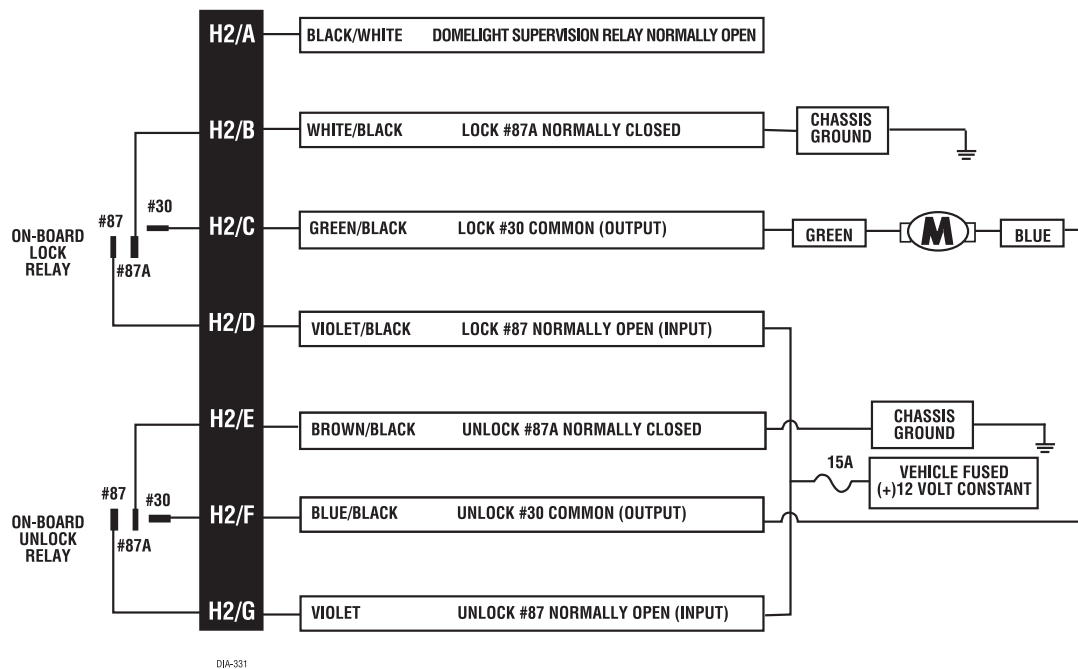 H2/A BLACK/WHITE DOMELIGHT SUPERVISION RELAY NORMALLY OPEN
H2/B WHITE/BLACK LOCK #87A NORMALLY CLOSED
CHASSIS
GROUND
#87
#30
#87A
ON-BOARD
LOCK
RELAY
H2/C GREEN/BLACK LOCK #30 COMMON (OUTPUT) GREEN M BLUE
H2/D VIOLET/BLACK LOCK #87 NORMALLY OPEN (INPUT)
H2/E BROWN/BLACK UNLOCK #87A NORMALLY CLOSED
CHASSIS
GROUND
15A
VEHICLE FUSED
(+)12 VOLT CONSTANT
#87
#30
#87A
ON-BOARD
UNLOCK
RELAY
H2/F BLUE/BLACK UNLOCK #30 COMMON (OUTPUT)
H2/G VIOLET UNLOCK #87 NORMALLY OPEN (INPUT)
DIA-331